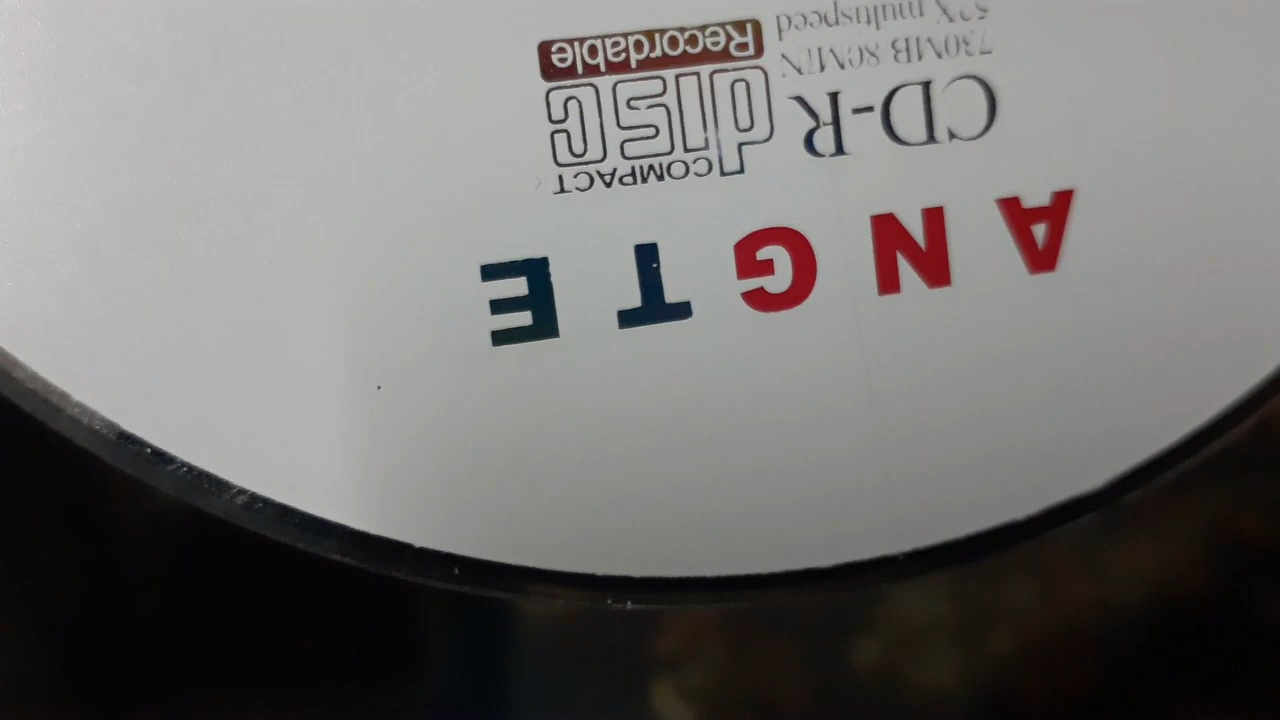 ANGTE
CD-R
730MB 80MIN
52X multispeed
COMPACT
disc
Recordable